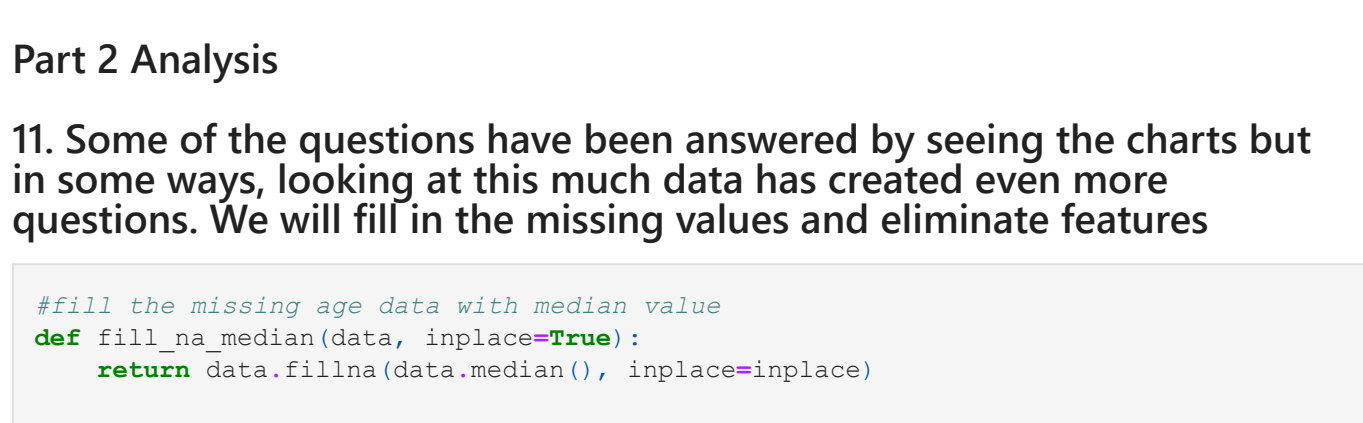 Part 2 Analysis
11. Some of the questions have been answered by seeing the charts but
in some ways, looking at this much data has created even more
questions. We will fill in the missing values and eliminate features
#fill the missing age data with median value
def fill_na_median(data, inplace=True):
    return data.fillna(data.median(), inplace=inplace)